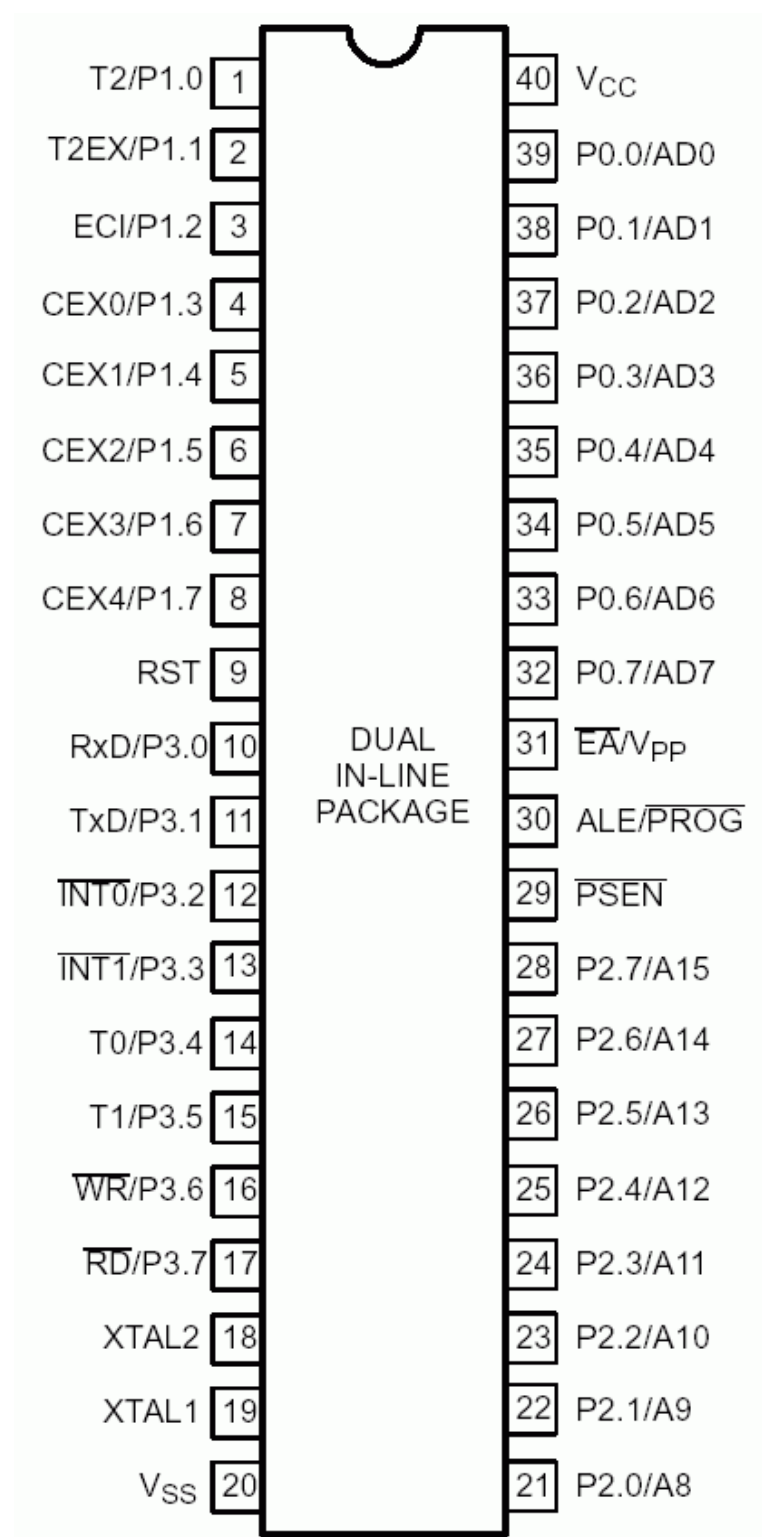 T2/P1.0 1 40 VCC
T2EX/P1.1 2 39 P0.0/AD0
ECI/P1.2 3 38 P0.1/AD1
CEX0/P1.3 4 37 P0.2/AD2
CEX1/P1.4 5 36 P0.3/AD3
CEX2/P1.5 6 35 P0.4/AD4
CEX3/P1.6 7 34 P0.5/AD5
CEX4/P1.7 8 33 P0.6/AD6
RST 9 32 P0.7/AD7
RxD/P3.0 10 31 E̅A̅/VPP
DUAL
IN-LINE
PACKAGE
TxD/P3.1 11 30 ALE/P̅R̅O̅G̅
I̅N̅T̅0̅/P3.2 12 29 P̅S̅E̅N̅
I̅N̅T̅1̅/P3.3 13 28 P2.7/A15
T0/P3.4 14 27 P2.6/A14
T1/P3.5 15 26 P2.5/A13
W̅R̅/P3.6 16 25 P2.4/A12
R̅D̅/P3.7 17 24 P2.3/A11
XTAL2 18 23 P2.2/A10
XTAL1 19 22 P2.1/A9
VSS 20 21 P2.0/A8